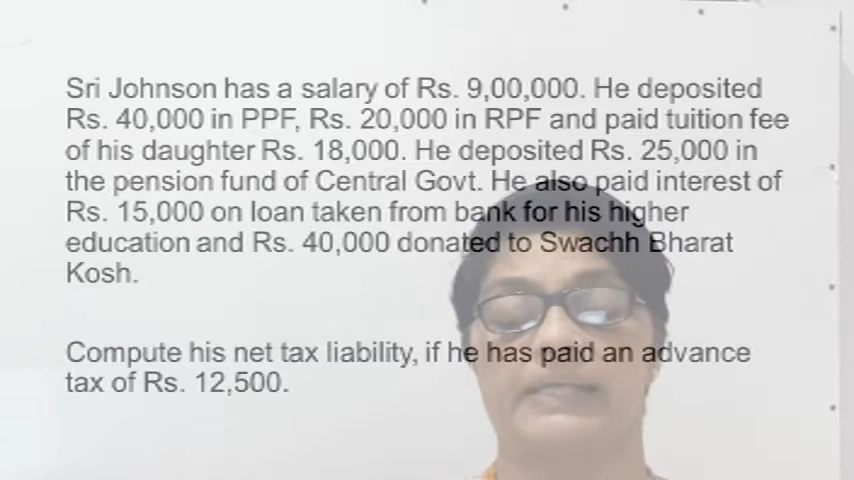 Sri Johnson has a salary of Rs. 9,00,000. He deposited
Rs. 40,000 in PPF, Rs. 20,000 in RPF and paid tuition fee
of his daughter Rs. 18,000. He deposited Rs. 25,000 in
the pension fund of Central Govt. He also paid interest of
Rs. 15,000 on loan taken from bank for his higher
education and Rs. 40,000 donated to Swachh Bharat
Kosh.
Compute his net tax liability, if he has paid an advance
tax of Rs. 12,500.